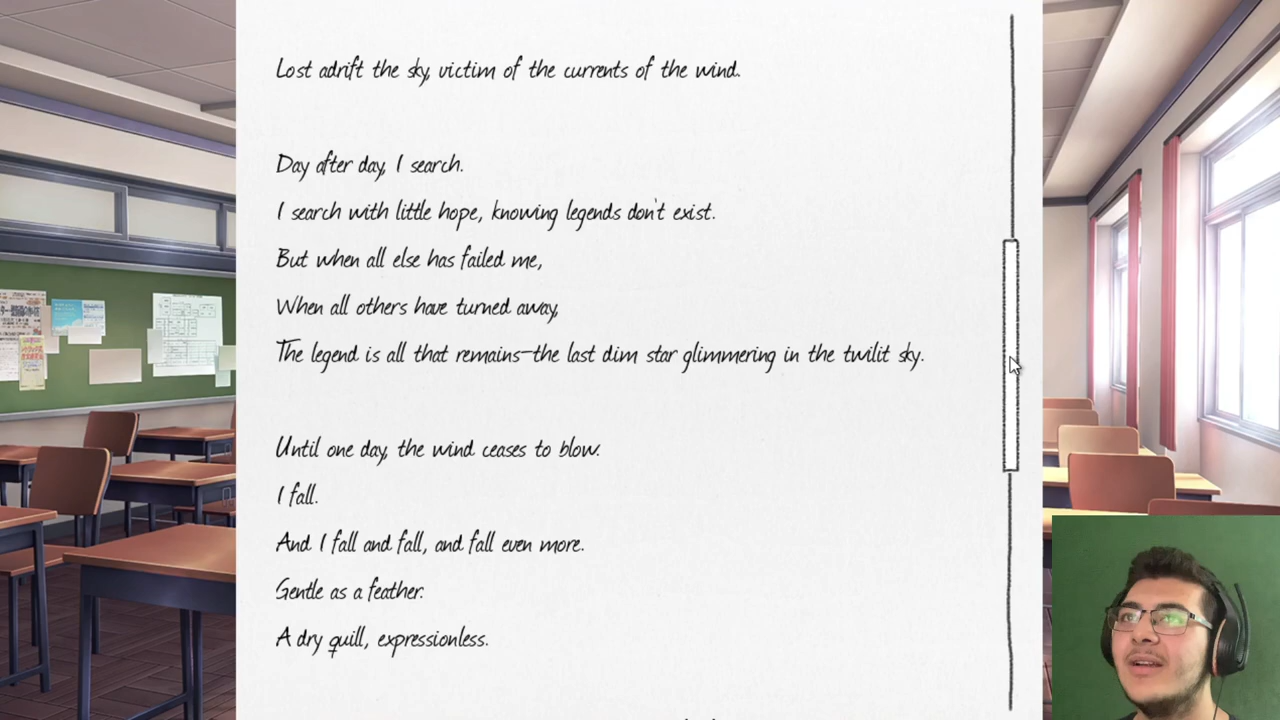 Lost adrift the sky, victim of the currents of the wind.
Day after day, I search.
I search with little hope, knowing legends don't exist.
But when all else has failed me,
When all others have turned away,
The legend is all that remains—the last dim star glimmering in the twilit sky.
Until one day, the wind ceases to blow.
I fall.
And I fall and fall, and fall even more.
Gentle as a feather.
A dry quill, expressionless.